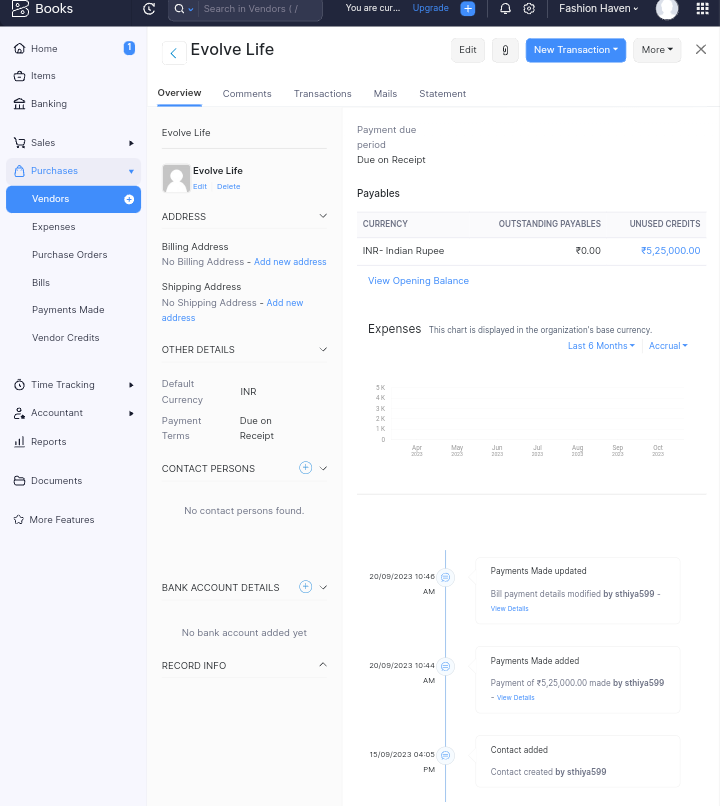 Books
Search in Vendors ( /
You are cur...
Upgrade
Fashion Haven
Home
1
Items
Banking
Sales
Purchases
Vendors
Expenses
Purchase Orders
Bills
Payments Made
Vendor Credits
Time Tracking
Accountant
Reports
Documents
More Features
Evolve Life
Edit
New Transaction
More
Overview
Comments
Transactions
Mails
Statement
Evolve Life
Evolve Life
Edit
Delete
ADDRESS
Billing Address
No Billing Address - Add new address
Shipping Address
No Shipping Address - Add new
address
OTHER DETAILS
Default
Currency
INR
Payment
Terms
Due on
Receipt
CONTACT PERSONS
No contact persons found.
BANK ACCOUNT DETAILS
No bank account added yet
RECORD INFO
Payment due
period
Due on Receipt
Payables
CURRENCY OUTSTANDING PAYABLES UNUSED CREDITS
INR- Indian Rupee ₹0.00 ₹5,25,000.00
View Opening Balance
Expenses This chart is displayed in the organization's base currency.
Last 6 Months Accrual
5 K
4 K
3 K
2 K
1 K
0
Apr May Jun Jul Aug Sep Oct
2023 2023 2023 2023 2023 2023 2023
20/09/2023 10:46
AM
Payments Made updated
Bill payment details modified by sthiya599 -
View Details
20/09/2023 10:44
AM
Payments Made added
Payment of ₹5,25,000.00 made by sthiya599
- View Details
15/09/2023 04:05
PM
Contact added
Contact created by sthiya599